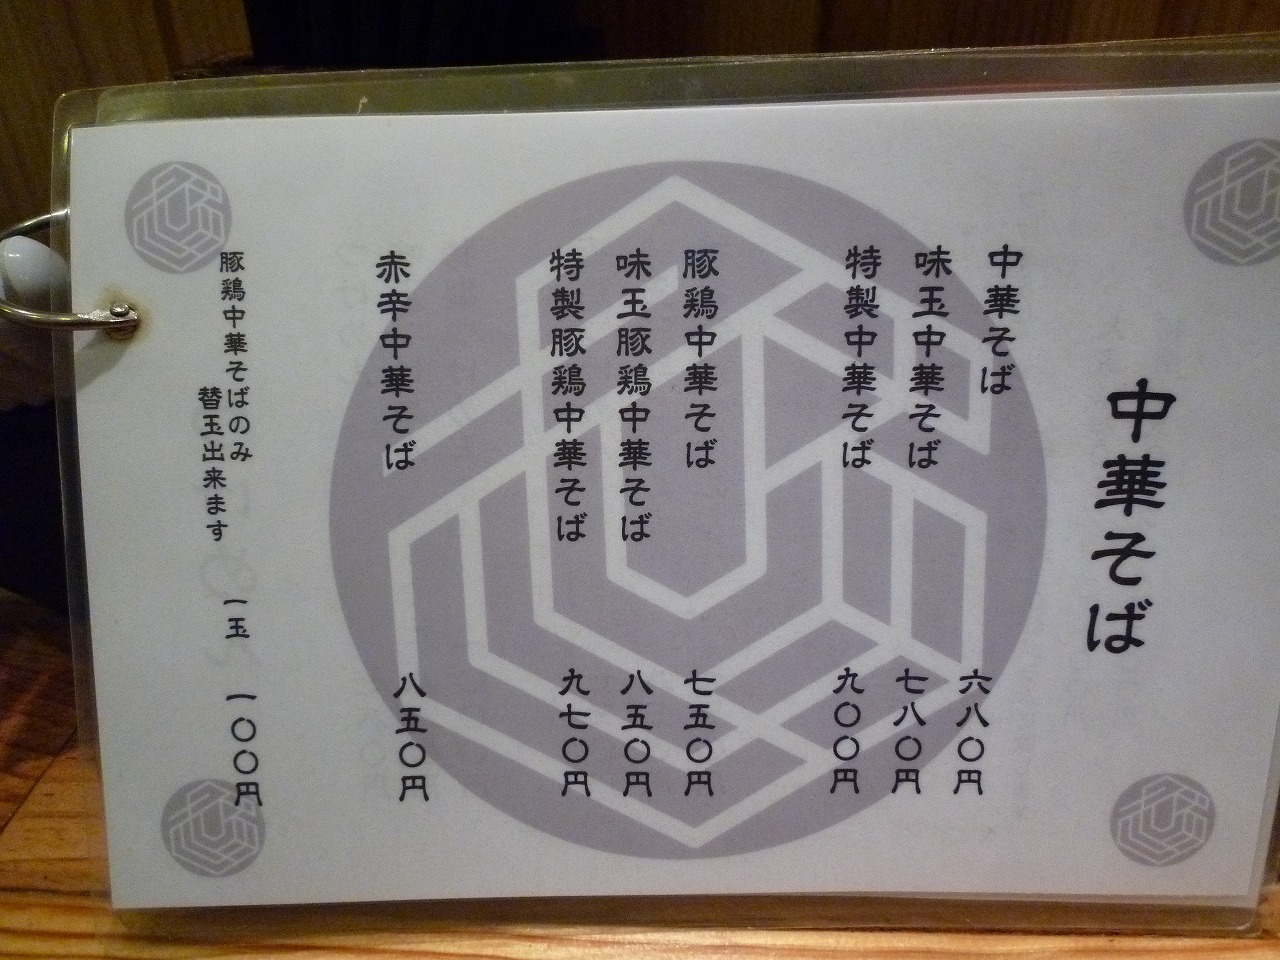 中華そば
中華そば 六八〇円
味玉中華そば 七八〇円
特製中華そば 九〇〇円
豚鶏中華そば 七五〇円
味玉豚鶏中華そば 八五〇円
特製豚鶏中華そば 九七〇円
赤辛中華そば 八五〇円
豚鶏中華そばのみ
替玉出来ます 一玉 一〇〇円